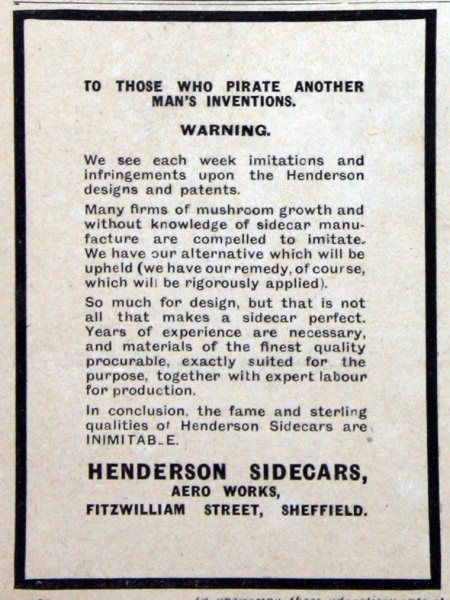 TO THOSE WHO PIRATE ANOTHER
MAN'S INVENTIONS.
WARNING.
We see each week imitations and
infringements upon the Henderson
designs and patents.
Many firms of mushroom growth and
without knowledge of sidecar manu-
facture are compelled to imitate.
We have our alternative which will be
upheld (we have our remedy, of course,
which will be rigorously applied).
So much for design, but that is not
all that makes a sidecar perfect.
Years of experience are necessary,
and materials of the finest quality
procurable, exactly suited for the
purpose, together with expert labour
for production.
In conclusion, the fame and sterling
qualities of Henderson Sidecars are
INIMITABLE.
HENDERSON SIDECARS,
AERO WORKS,
FITZWILLIAM STREET, SHEFFIELD.